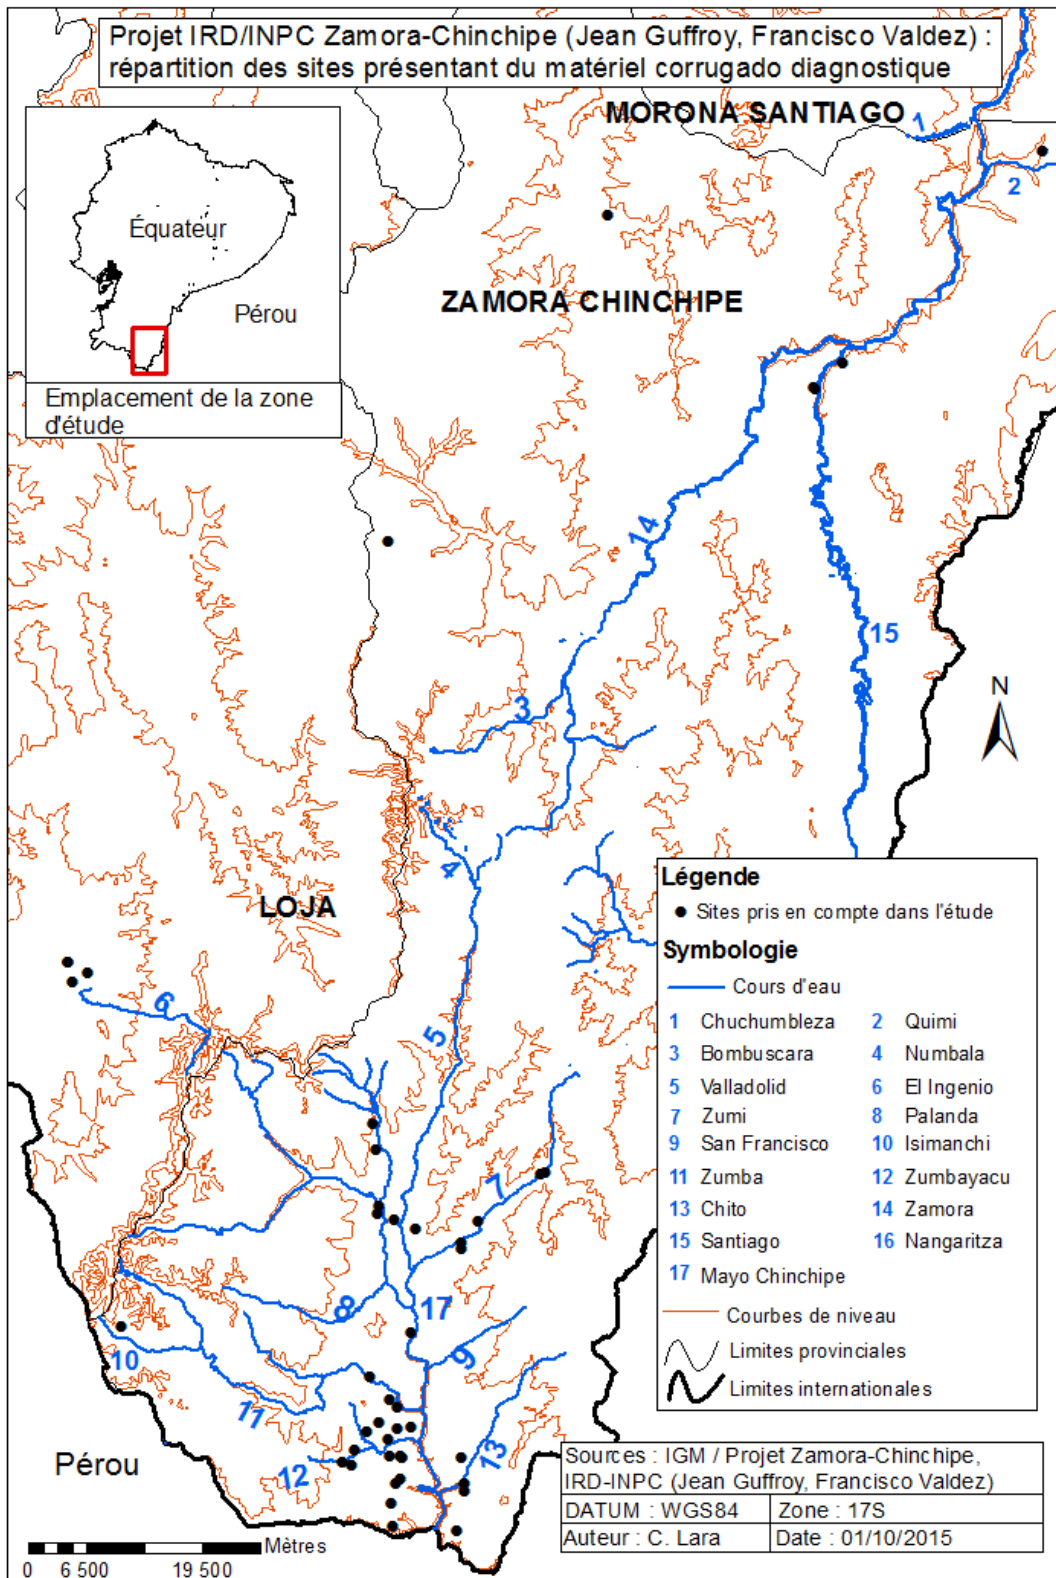 Projet IRD/INPC Zamora-Chinchipe (Jean Guffroy, Francisco Valdez) :
répartition des sites présentant du matériel corrugado diagnostique
MORONA SANTIAGO
1
2
Équateur
Pérou
Emplacement de la zone
d'étude
ZAMORA CHINCHIPE
14
15
N
3
4
LOJA
5
6
7
17
8
9
10
11
12
13
Pérou
Légende
Sites pris en compte dans l'étude
Symbologie
Cours d'eau
1 Chuchumbleza 2 Quimi
3 Bombuscara 4 Numbala
5 Valladolid 6 El Ingenio
7 Zumi 8 Palanda
9 San Francisco 10 Isimanchi
11 Zumba 12 Zumbayacu
13 Chito 14 Zamora
15 Santiago 16 Nangaritza
17 Mayo Chinchipe
Courbes de niveau
Limites provinciales
Limites internationales
Sources : IGM / Projet Zamora-Chinchipe,
IRD-INPC (Jean Guffroy, Francisco Valdez)
DATUM : WGS84 Zone : 17S
Auteur : C. Lara Date : 01/10/2015
Mètres
0 6 500 19 500